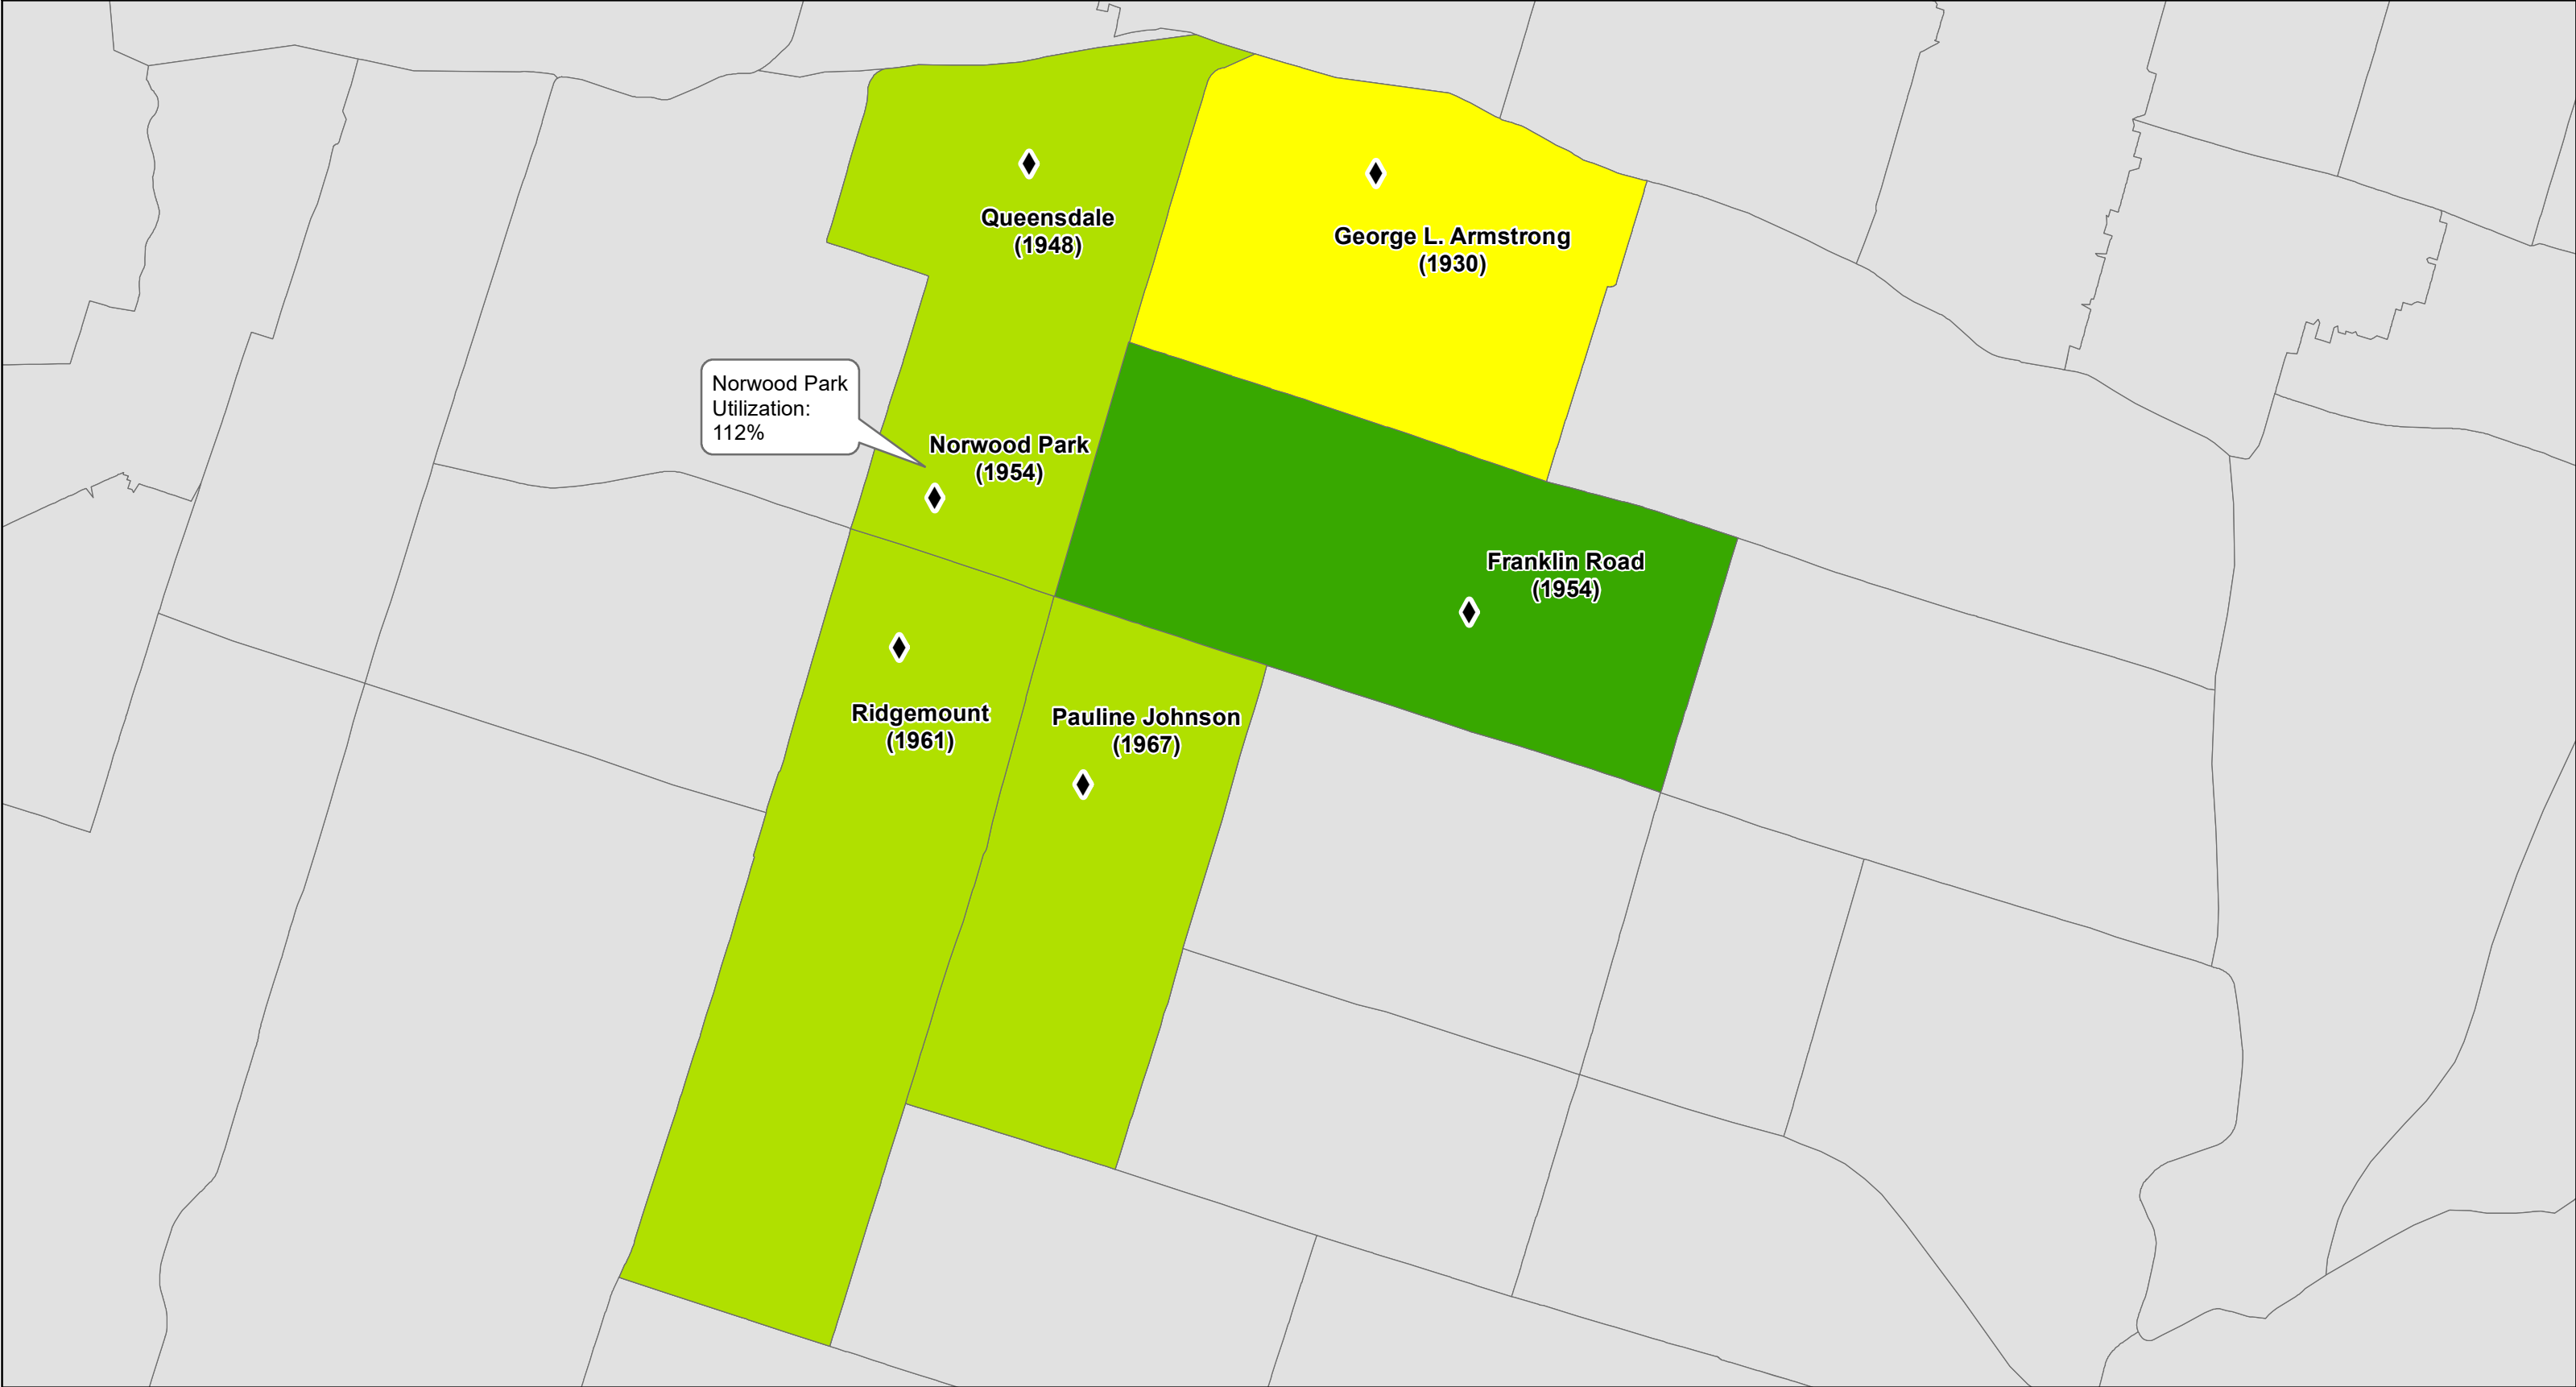 Queensdale
(1948)
George L. Armstrong
(1930)
Norwood Park
Utilization:
112%
Norwood Park
(1954)
Franklin Road
(1954)
Ridgemount
(1961)
Pauline Johnson
(1967)